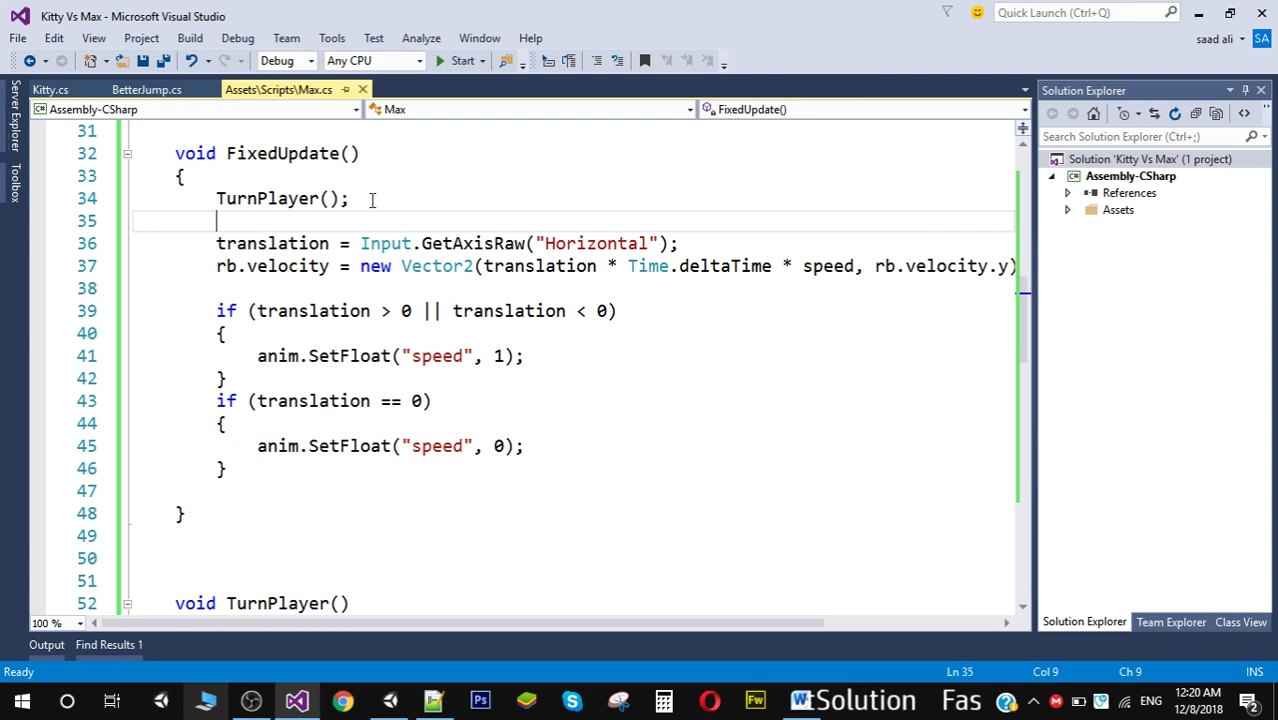 Kitty Vs Max - Microsoft Visual Studio
Quick Launch (Ctrl+Q)
File Edit View Project Build Debug Team Tools Test Analyze Window Help
saad ali SA
Debug Any CPU Start
Kitty.cs BetterJump.cs Assets\Scripts\Max.cs
Solution Explorer
Assembly-CSharp Max FixedUpdate()
Search Solution Explorer (Ctrl+;)
Solution 'Kitty Vs Max' (1 project)
Assembly-CSharp
References
Assets
Server Explorer
Toolbox
31
32 void FixedUpdate()
33 {
34 TurnPlayer();
35
36 translation = Input.GetAxisRaw("Horizontal");
37 rb.velocity = new Vector2(translation * Time.deltaTime * speed, rb.velocity.y)
38
39 if (translation > 0 || translation < 0)
40 {
41 anim.SetFloat("speed", 1);
42 }
43 if (translation == 0)
44 {
45 anim.SetFloat("speed", 0);
46 }
47
48 }
49
50
51
52 void TurnPlayer()
100 %
Solution Explorer Team Explorer Class View
Output Find Results 1
Ready Ln 35 Col 9 Ch 9 INS
tSolution Fas ENG 12:20 AM
12/8/2018